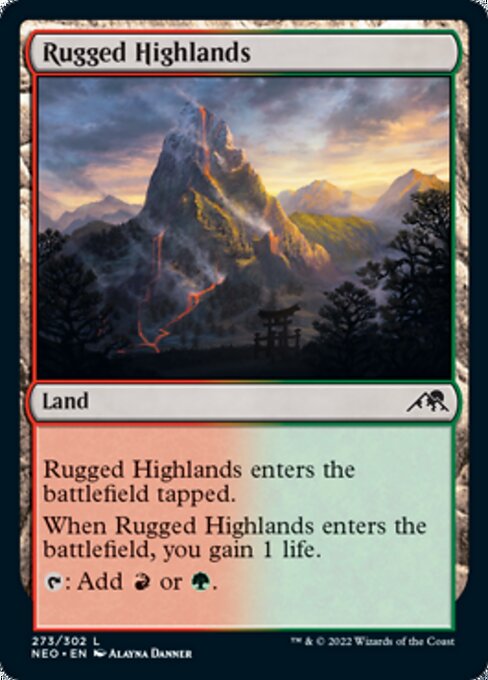 Rugged Highlands
Land
Rugged Highlands enters the
battlefield tapped.
When Rugged Highlands enters the
battlefield, you gain 1 life.
: Add or .
273/302 L
NEO • EN Alayna Danner
™ & © 2022 Wizards of the Coast